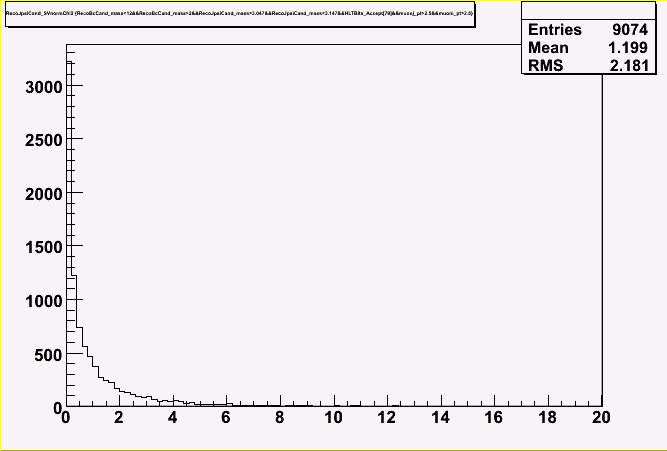 RecoJpsiCand_SVnormChi2 {RecoBcCand_mass<12&&RecoBcCand_mass>2&&RecoJpsiCand_mass>3.047&&RecoJpsiCand_mass<3.147&&HLTBits_Accept[79]&&muonj_pt>2.5&&muoni_pt>2.5}
Entries 9074
Mean 1.199
RMS 2.181
3000
2500
2000
1500
1000
500
0
0 2 4 6 8 10 12 14 16 18 20